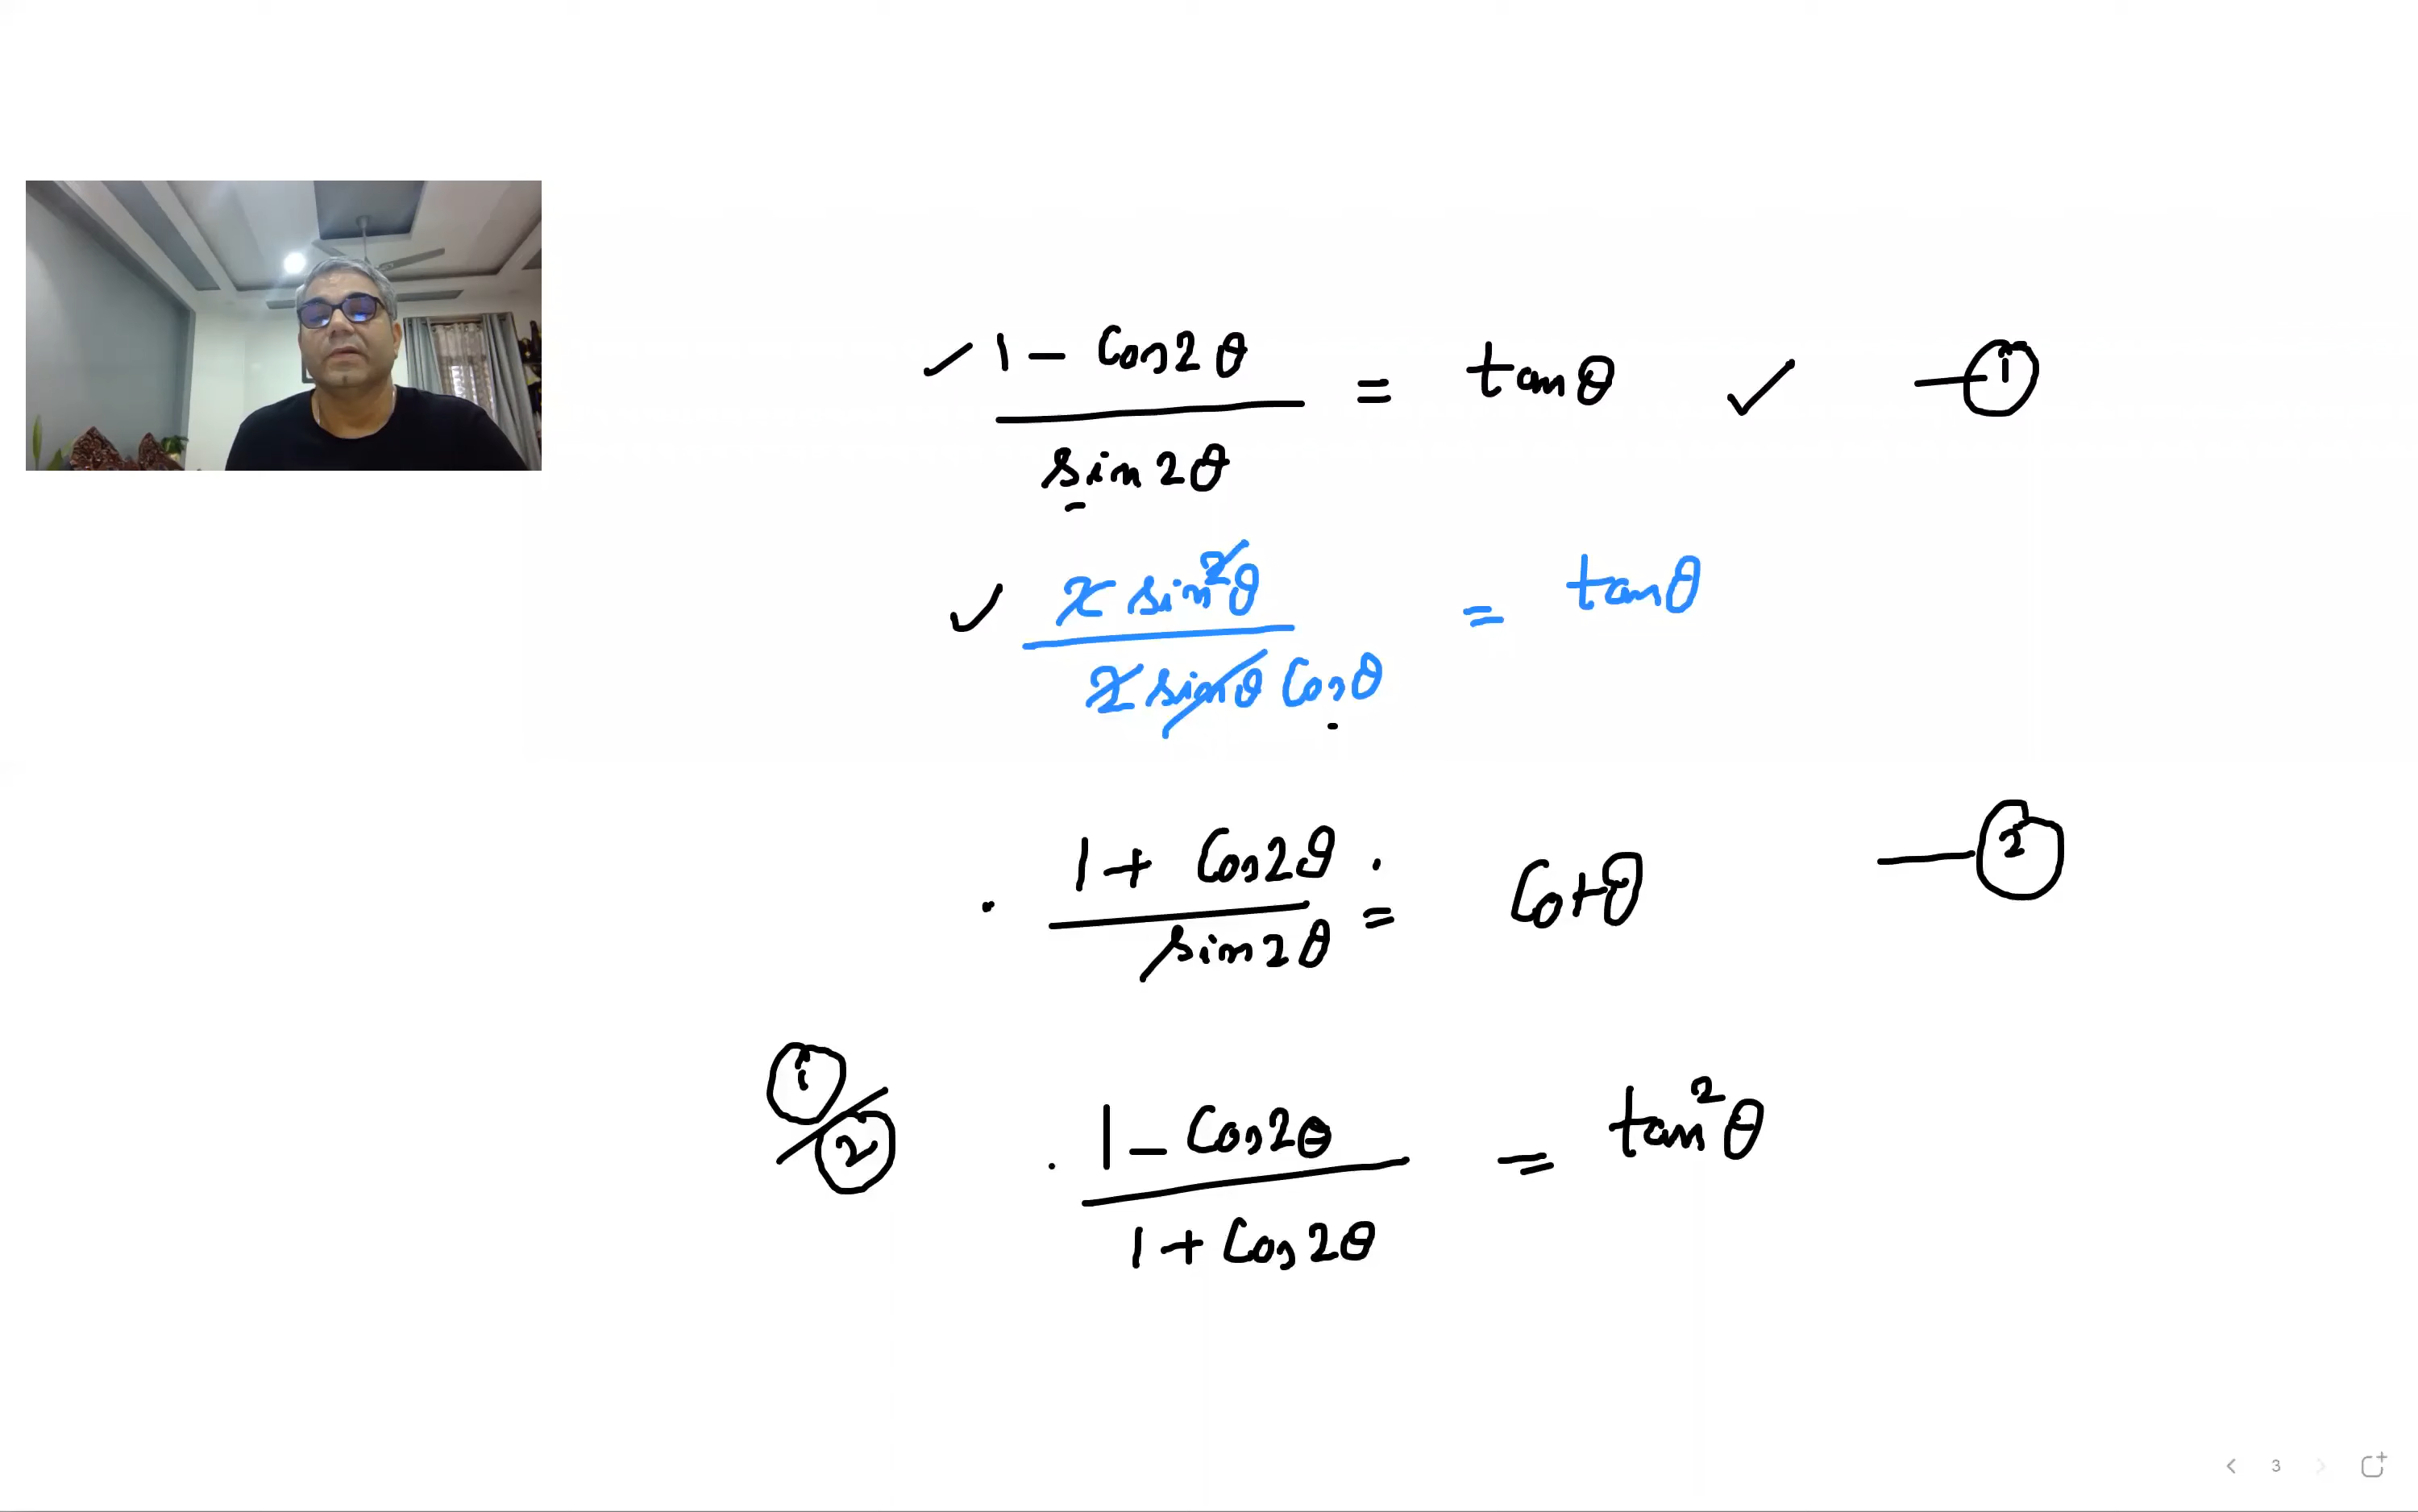 ✓ 1 - Cos2θ / sin2θ = tanθ ✓ — ①
✓ 2 sin²θ / 2 sinθ Cosθ = tanθ
1 + Cos2θ / sin2θ = Cotθ — ②
①/② 1 - Cos2θ / 1 + Cos2θ = tan²θ
3